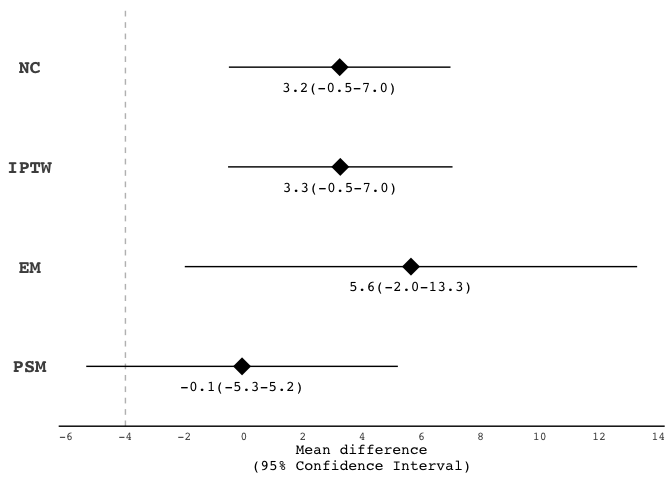 NC
3.2(-0.5-7.0)
IPTW
3.3(-0.5-7.0)
EM
5.6(-2.0-13.3)
PSM
-0.1(-5.3-5.2)
-6 -4 -2 0 2 4 6 8 10 12 14
Mean difference
(95% Confidence Interval)